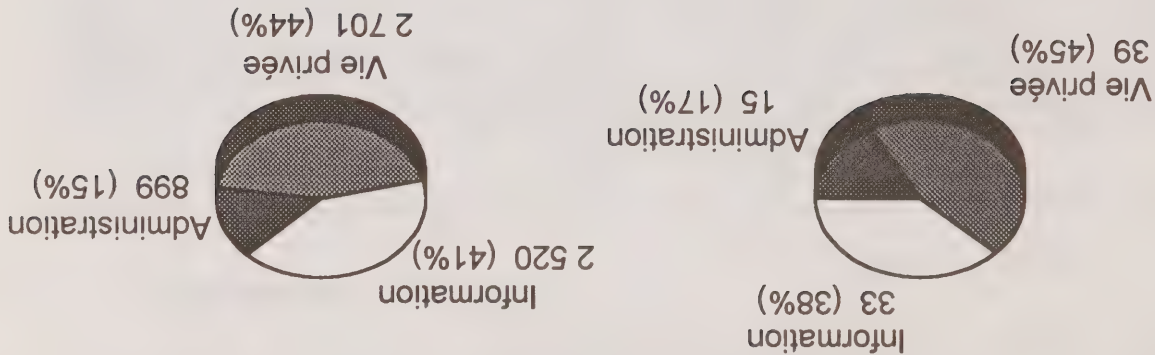 Information
33 (38%)
Administration
15 (17%)
Vie privée
39 (45%)
Information
2 520 (41%)
Administration
899 (15%)
Vie privée
2 701 (44%)